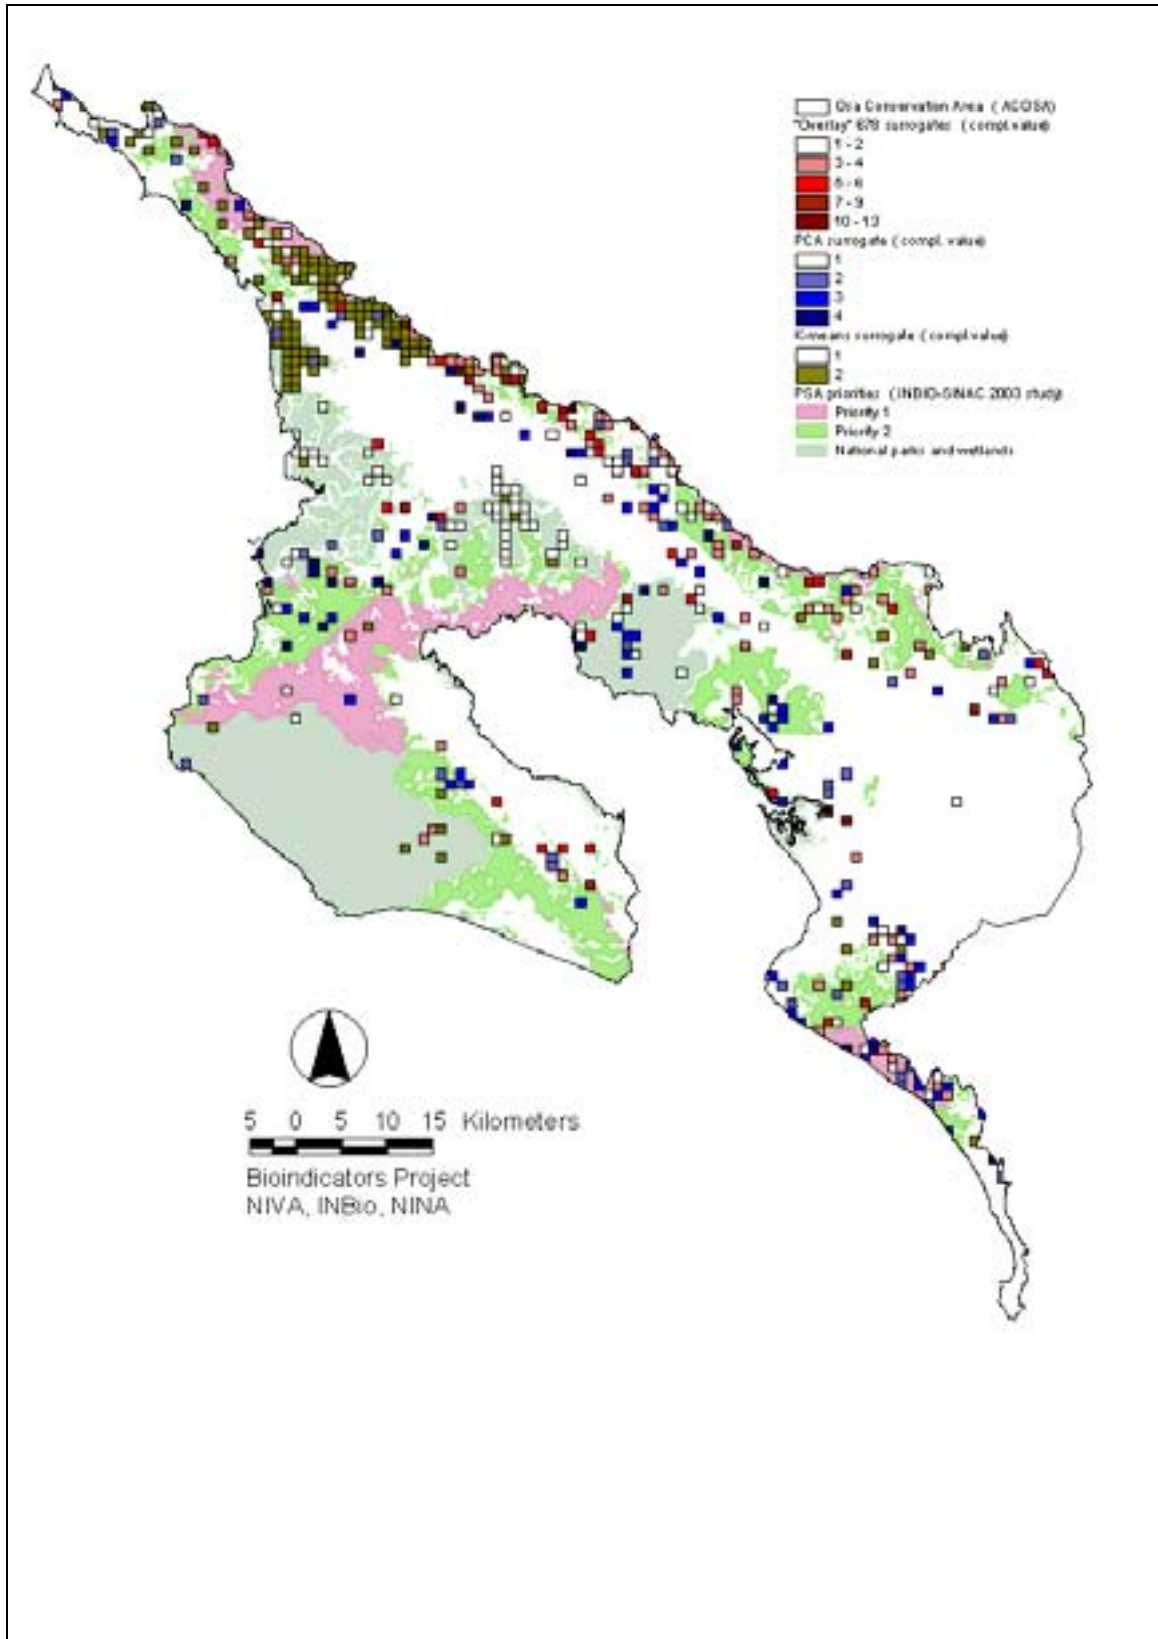 Osa Conservation Area ( ACOSA)
"Overlay" 678 surrogates ( compl.value)
1 - 2
3 - 4
5 - 6
7 - 9
10 - 13
PCA surrogate ( compl. value)
1
2
3
4
K-means surrogate ( compl.value)
1
2
PSA priorities ( INBIO-SINAC 2003 study)
Priority 1
Priority 2
National parks and wetlands
5 0 5 10 15 Kilometers
Bioindicators Project
NIVA, INBio, NINA